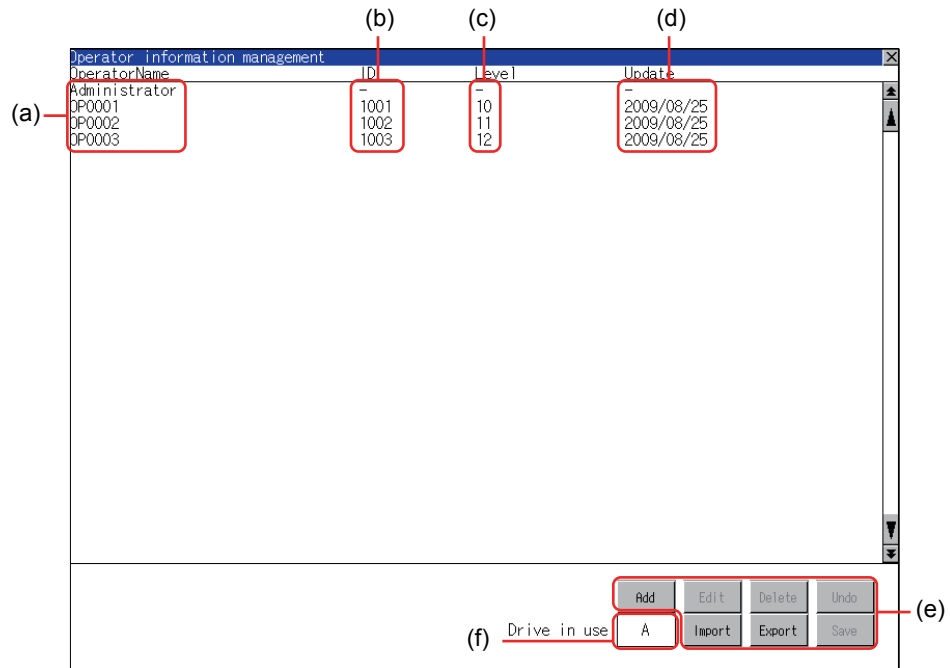 (b) (c) (d)
Operator information management
OperatorName ID Level Update
(a)
Administrator - - -
OP0001 1001 10 2009/08/25
OP0002 1002 11 2009/08/25
OP0003 1003 12 2009/08/25
Add Edit Delete Undo
(e)
(f) Drive in use A Import Export Save